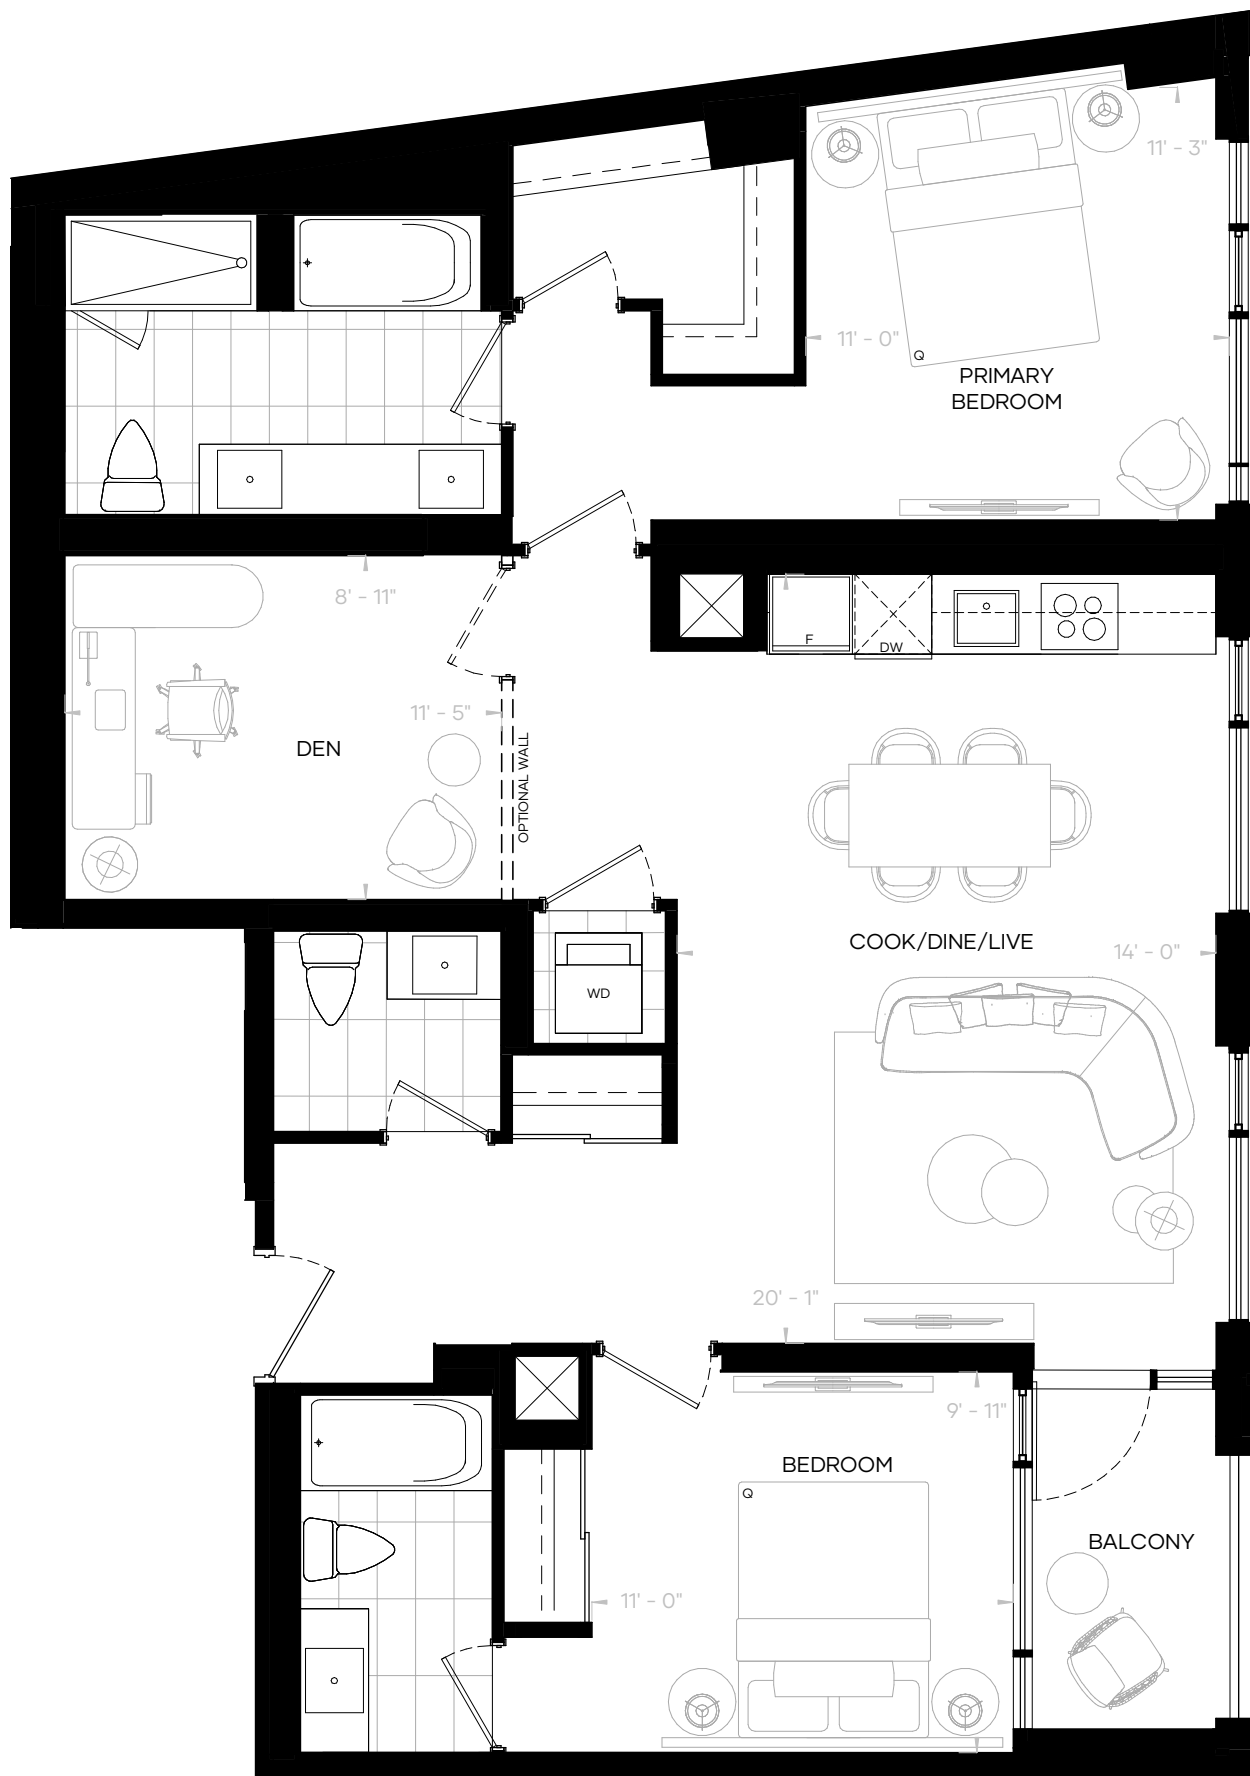 11' - 3"
11' - 0"
Q
PRIMARY
BEDROOM
8' - 11"
F
DW
11' - 5"
DEN
OPTIONAL WALL
COOK/DINE/LIVE
14' - 0"
WD
20' - 1"
9' - 11"
BEDROOM
Q
BALCONY
11' - 0"